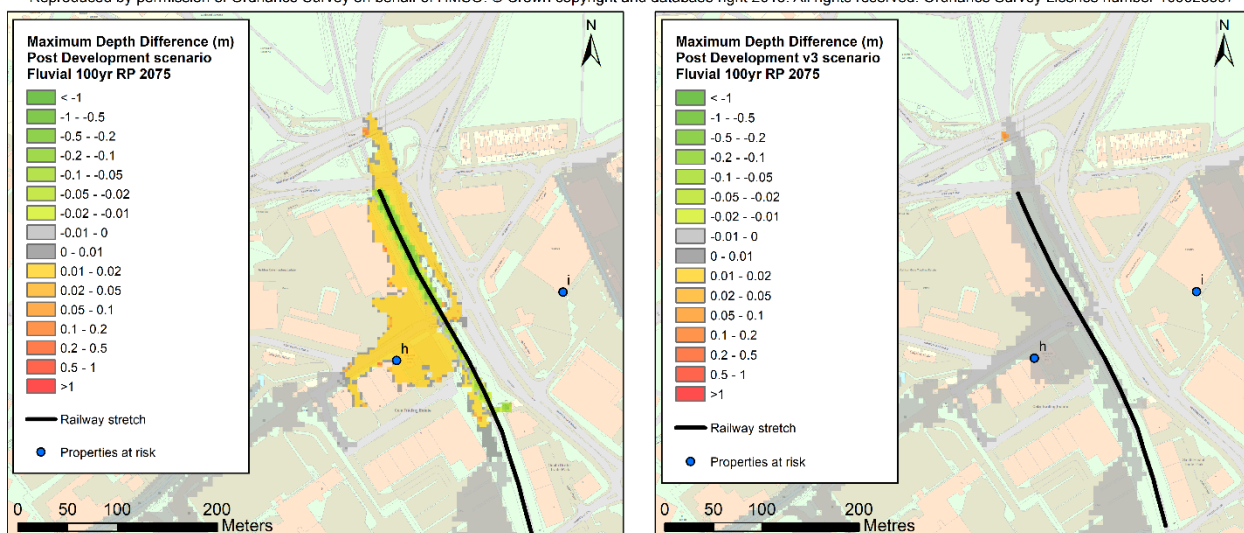 Reproduced by permission of Ordnance Survey on behalf of HMSO. © Crown copyright and database right 2015. All rights reserved. Ordnance Survey Licence number
Maximum Depth Difference (m)
Post Development scenario
Fluvial 100yr RP 2075
< -1
-1 - -0.5
-0.5 - -0.2
-0.2 - -0.1
-0.1 - -0.05
-0.05 - -0.02
-0.02 - -0.01
-0.01 - 0
0 - 0.01
0.01 - 0.02
0.02 - 0.05
0.05 - 0.1
0.1 - 0.2
0.2 - 0.5
0.5 - 1
>1
Railway stretch
Properties at risk
0 50 100 200
Meters
N
i
h
Maximum Depth Difference (m)
Post Development v3 scenario
Fluvial 100yr RP 2075
< -1
-1 - -0.5
-0.5 - -0.2
-0.2 - -0.1
-0.1 - -0.05
-0.05 - -0.02
-0.02 - -0.01
-0.01 - 0
0 - 0.01
0.01 - 0.02
0.02 - 0.05
0.05 - 0.1
0.1 - 0.2
0.2 - 0.5
0.5 - 1
>1
Railway stretch
Properties at risk
0 50 100 200
Metres
N
i
h